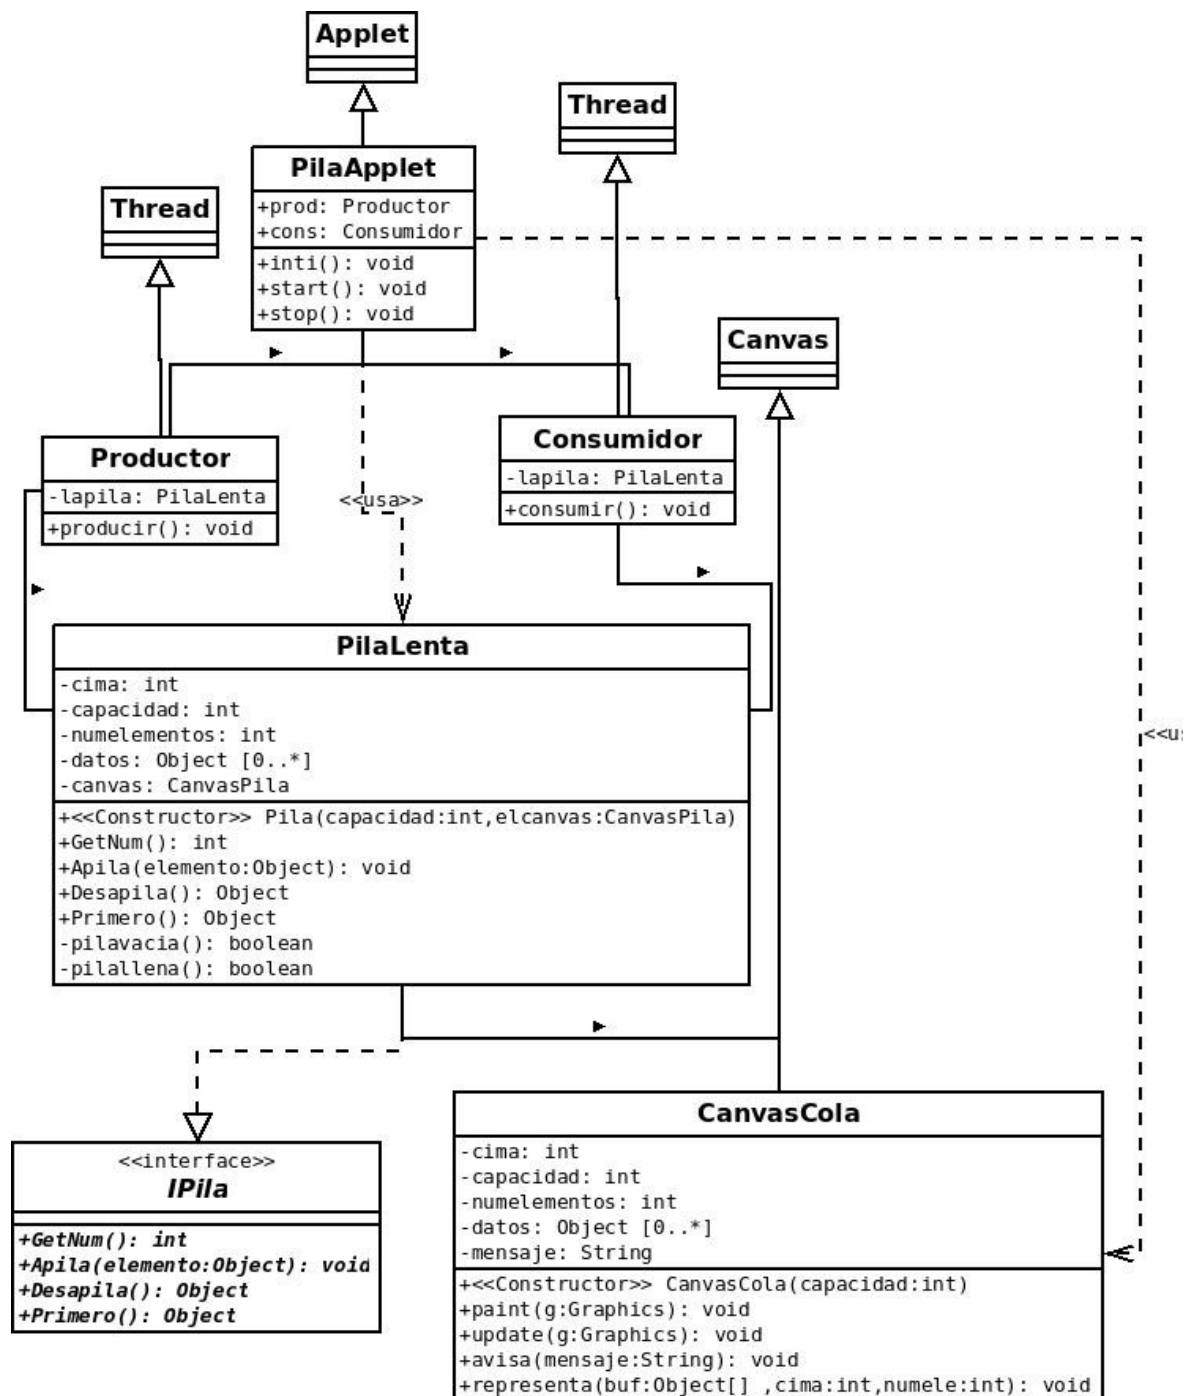 Applet
Thread
PilaApplet
+prod: Productor
+cons: Consumidor
+inti(): void
+start(): void
+stop(): void
Thread
Canvas
Productor
-lapila: PilaLenta
+producir(): void
Consumidor
-lapila: PilaLenta
+consumir(): void
<<usa>>
PilaLenta
-cima: int
-capacidad: int
-numelementos: int
-datos: Object [0..*]
-canvas: CanvasPila
+<<Constructor>> Pila(capacidad:int,elcanvas:CanvasPila)
+GetNum(): int
+Apila(elemento:Object): void
+Desapila(): Object
+Primero(): Object
-pilavacia(): boolean
-pilallena(): boolean
<<interface>>
IPila
+GetNum(): int
+Apila(elemento:Object): void
+Desapila(): Object
+Primero(): Object
CanvasCola
-cima: int
-capacidad: int
-numelementos: int
-datos: Object [0..*]
-mensaje: String
+<<Constructor>> CanvasCola(capacidad:int)
+paint(g:Graphics): void
+update(g:Graphics): void
+avisa(mensaje:String): void
+representa(buf:Object[] ,cima:int,numele:int): void